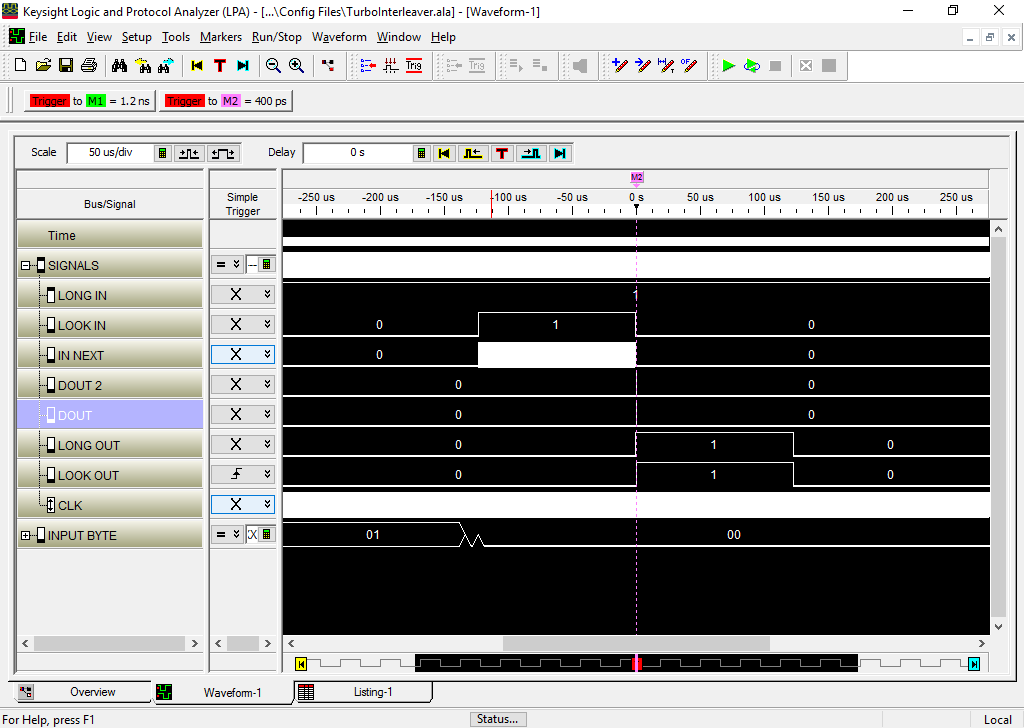 Keysight Logic and Protocol Analyzer (LPA) - [...\Config Files\TurboInterleaver.ala] - [Waveform-1]
File Edit View Setup Tools Markers Run/Stop Waveform Window Help
Trigger to M1 = 1.2 ns Trigger to M2 = 400 ps
Scale 50 us/div Delay 0 s
M2
Bus/Signal Simple Trigger -250 us -200 us -150 us -100 us -50 us 0 s 50 us 100 us 150 us 200 us 250 us
Time
SIGNALS =
LONG IN X 1
LOOK IN X 0 1 0
IN NEXT X 0 0
DOUT 2 X 0 0
DOUT X 0 0
LONG OUT X 0 1 0
LOOK OUT 0 1 0
CLK X
INPUT BYTE = 01 00
Overview Waveform-1 Listing-1
For Help, press F1 Status... Local